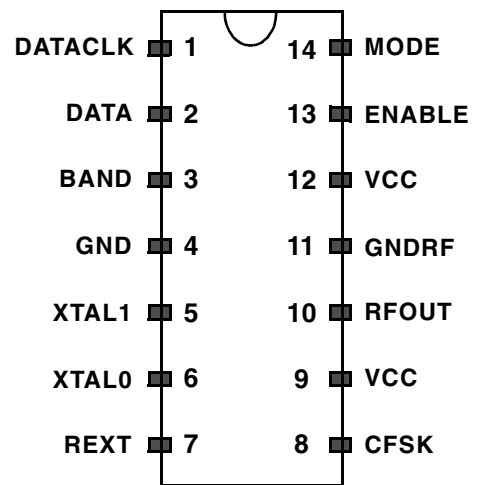 DATACLK 1 14 MODE
DATA 2 13 ENABLE
BAND 3 12 VCC
GND 4 11 GNDRF
XTAL1 5 10 RFOUT
XTAL0 6 9 VCC
REXT 7 8 CFSK